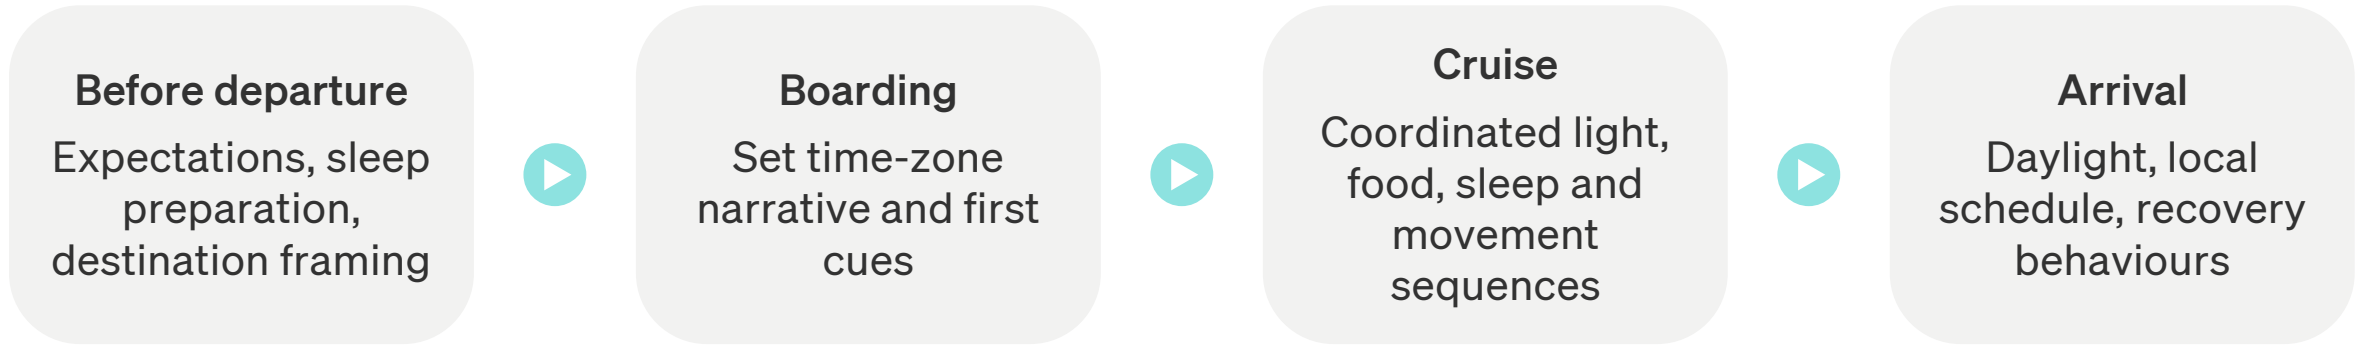 Before departure
Expectations, sleep
preparation,
destination framing
Boarding
Set time-zone
narrative and first
cues
Cruise
Coordinated light,
food, sleep and
movement
sequences
Arrival
Daylight, local
schedule, recovery
behaviours